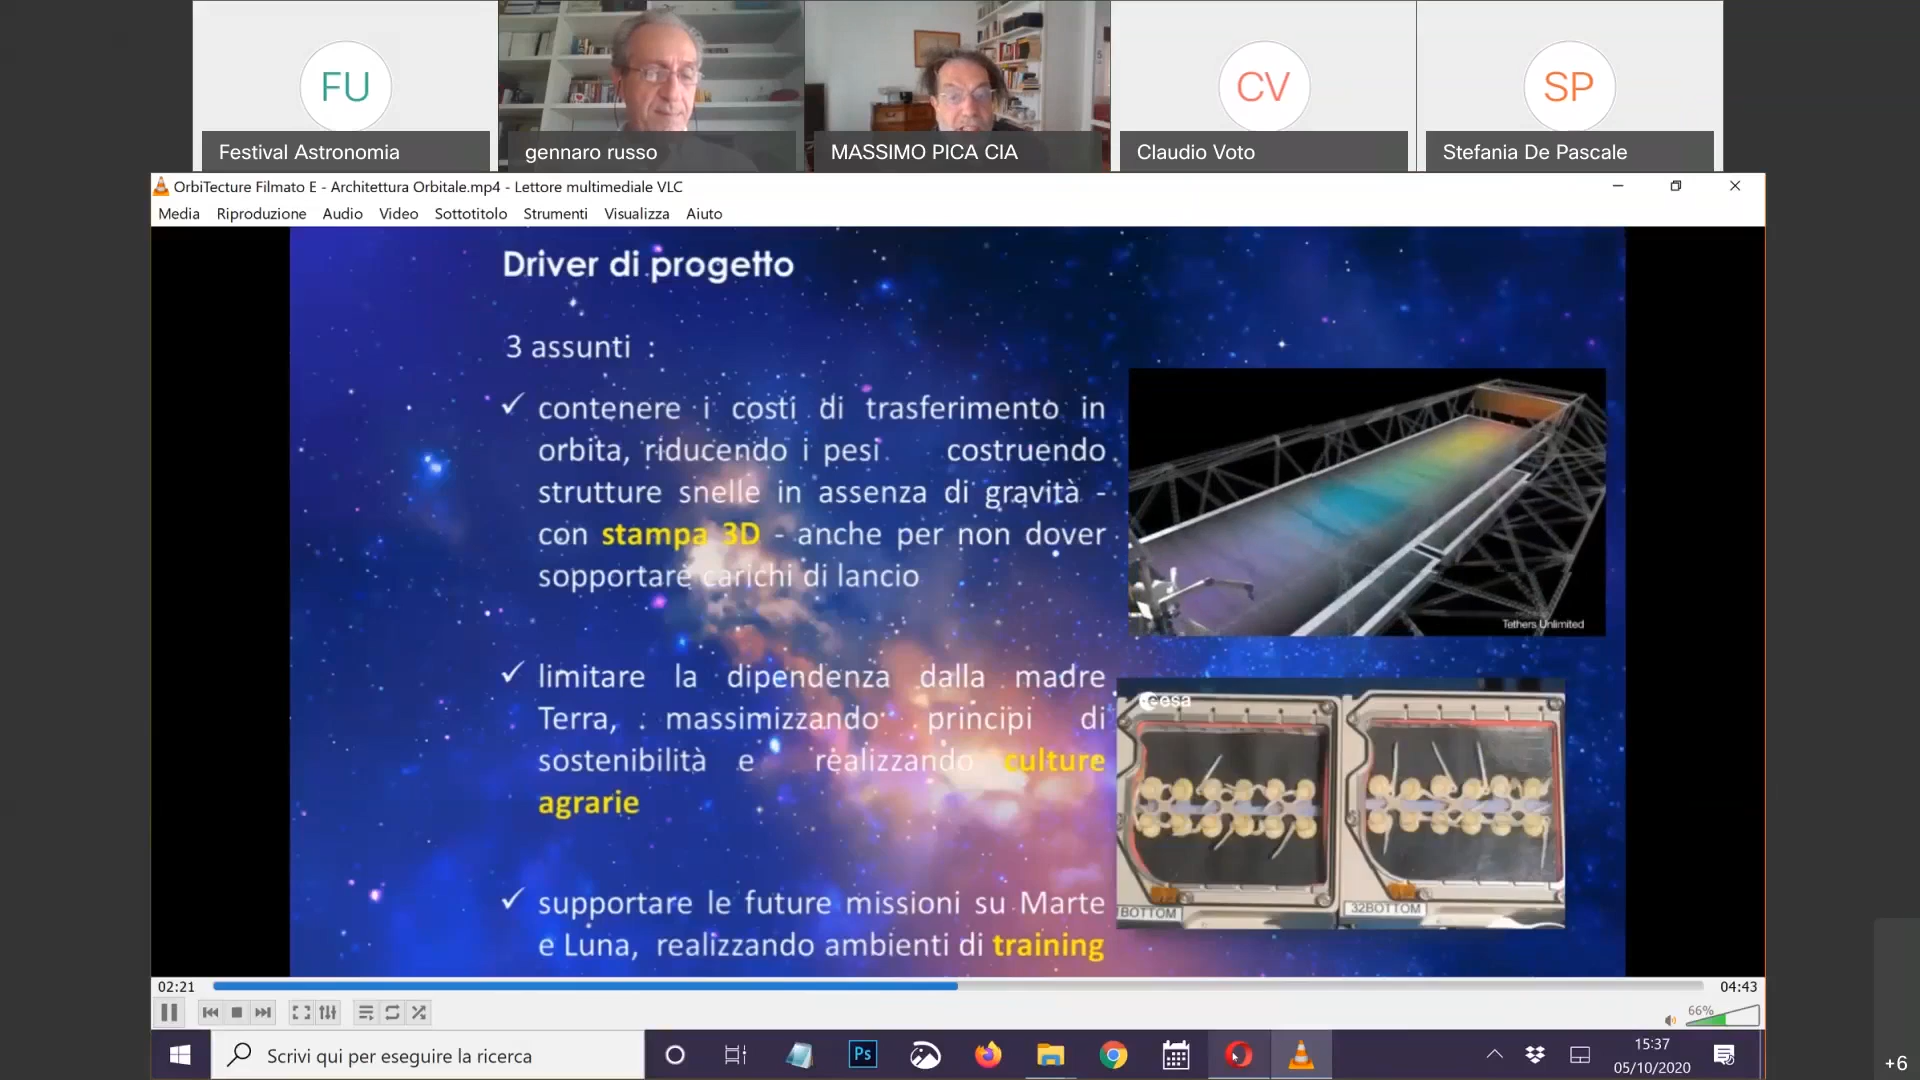 FU
CV
SP
Festival Astronomia
gennaro russo
MASSIMO PICA CIA
Claudio Voto
Stefania De Pascale
OrbiTecture Filmato E - Architettura Orbitale.mp4 - Lettore multimediale VLC
Media Riproduzione Audio Video Sottotitolo Strumenti Visualizza Aiuto
Driver di progetto
3 assunti :
✓ contenere i costi di trasferimento in
orbita, riducendo i pesi costruendo
strutture snelle in assenza di gravità -
con stampa 3D - anche per non dover
sopportare carichi di lancio
Tethers Unlimited
✓ limitare la dipendenza dalla madre
Terra, massimizzando principi di
sostenibilità e realizzando culture
agrarie
esa
BOTTOM
32BOTTOM
✓ supportare le future missioni su Marte
e Luna, realizzando ambienti di training
02:21
04:43
66%
Scrivi qui per eseguire la ricerca
Ps
15:37
05/10/2020
+6